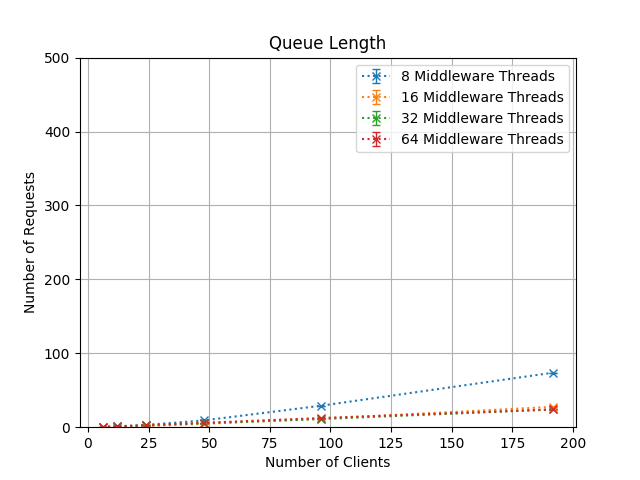 Queue Length
500
400
300
200
100
0
Number of Requests
8 Middleware Threads
16 Middleware Threads
32 Middleware Threads
64 Middleware Threads
0 25 50 75 100 125 150 175 200
Number of Clients